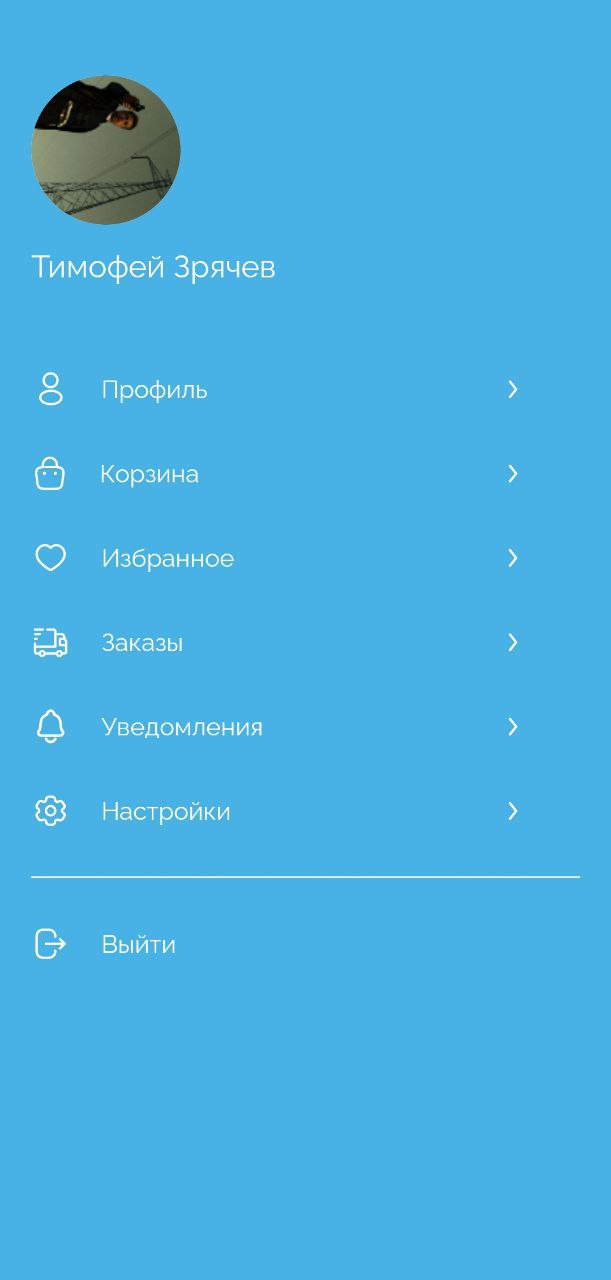 Тимофей Зрячев
Профиль
Корзина
Избранное
Заказы
Уведомления
Настройки
Выйти